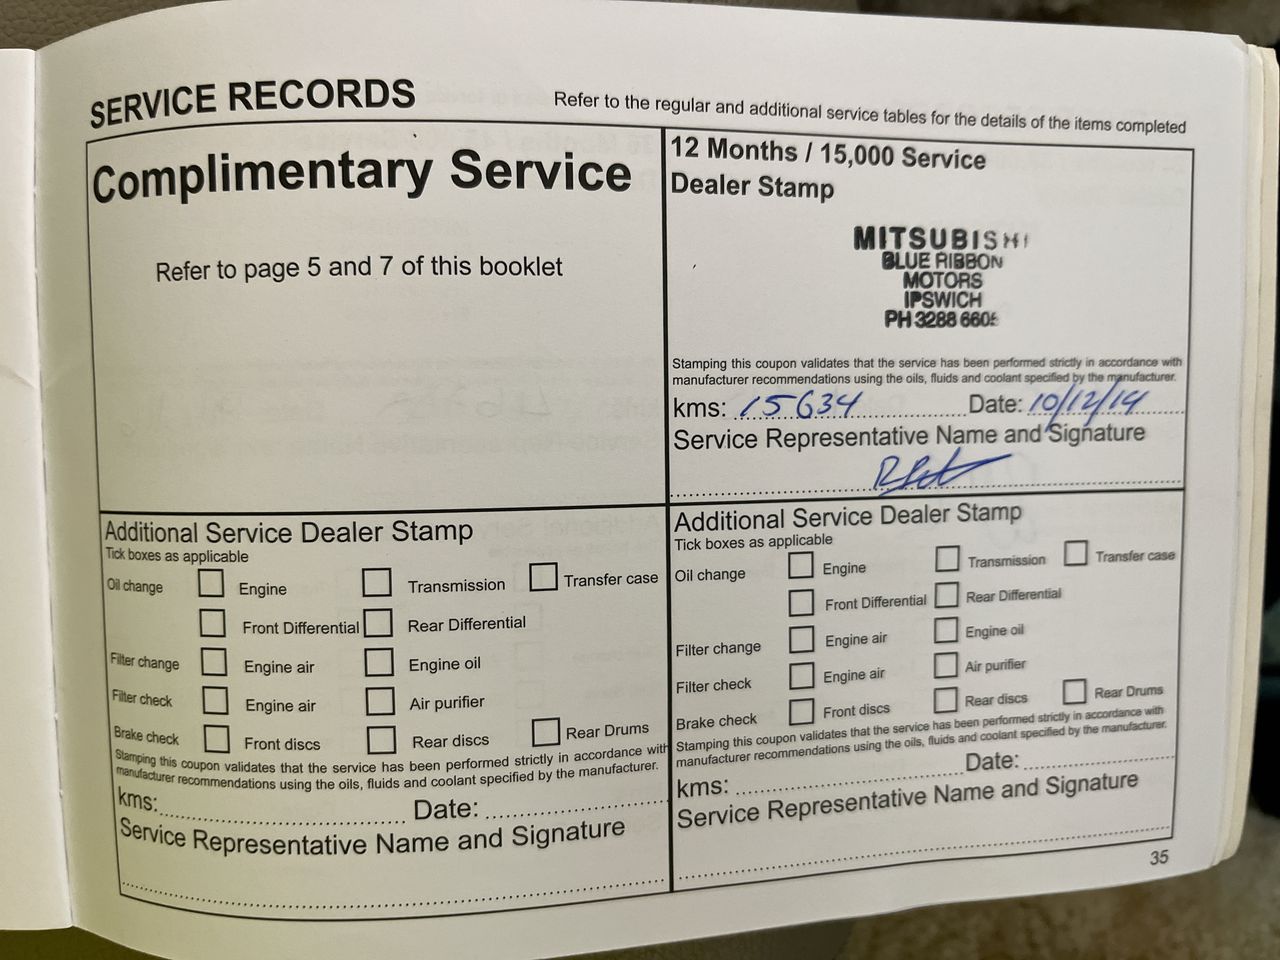 SERVICE RECORDS
Refer to the regular and additional service tables for the details of the items completed
Complimentary Service
Refer to page 5 and 7 of this booklet
12 Months / 15,000 Service
Dealer Stamp
MITSUBISHI
BLUE RIBBON
MOTORS
IPSWICH
PH 3288 660
Stamping this coupon validates that the service has been performed strictly in accordance with
manufacturer recommendations using the oils, fluids and coolant specified by the manufacturer.
kms: 15634 Date: 10/12/14
Service Representative Name and Signature
Additional Service Dealer Stamp
Tick boxes as applicable
Oil change Engine Transmission Transfer case
Front Differential Rear Differential
Filter change Engine air Engine oil
Filter check Engine air Air purifier
Brake check Front discs Rear discs Rear Drums
Stamping this coupon validates that the service has been performed strictly in accordance with
manufacturer recommendations using the oils, fluids and coolant specified by the manufacturer.
kms: Date:
Service Representative Name and Signature
Additional Service Dealer Stamp
Tick boxes as applicable
Oil change Engine Transmission Transfer case
Front Differential Rear Differential
Filter change Engine air Engine oil
Filter check Engine air Air purifier
Brake check Front discs Rear discs Rear Drums
Stamping this coupon validates that the service has been performed strictly in accordance with
manufacturer recommendations using the oils, fluids and coolant specified by the manufacturer.
kms: Date:
Service Representative Name and Signature
35